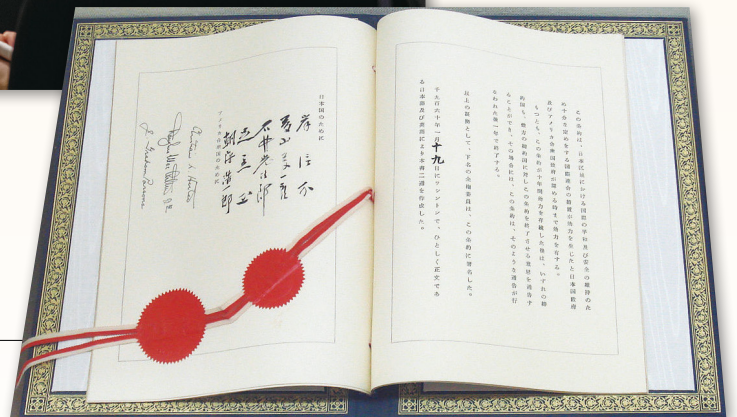 この条約は、日本区域における国際の平和及び安全の維持のた
め十分な定めをする国際連合の措置が効力を生じたと日本国政府
及びアメリカ合衆国政府が認める時まで効力を有する。
もつとも、この条約が十年間効力を存続した後は、いずれの締
約国も、他方の締約国に対しこの条約を終了させる意思を通告す
ることができ、その場合には、この条約は、そのような通告が行
なわれた後一年で終了する。
以上の証拠として、下名の全権委員は、この条約に署名した。
千九百六十年一月十九日にワシントンで、ひとしく正文であ
る日本語及び英語により本書二通を作成した。
日本国のために
岸信介
藤山愛一郎
石井光次郎
足立正
朝海浩一郎
アメリカ合衆国のために
Christian A. Herter
Douglas MacArthur 2nd
J. Graham Parsons